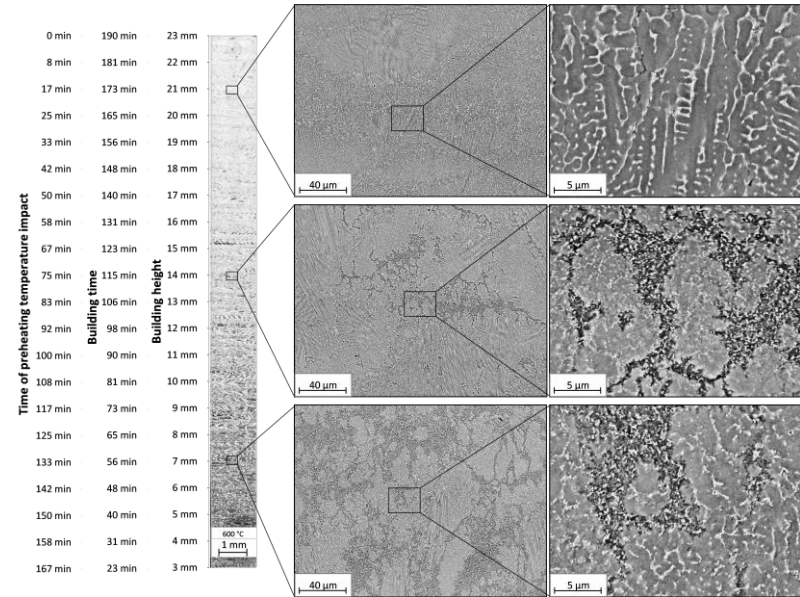 Time of preheating temperature impact
Building time
Building height
0 min 190 min 23 mm
8 min 181 min 22 mm
17 min 173 min 21 mm
25 min 165 min 20 mm
33 min 156 min 19 mm
42 min 148 min 18 mm
50 min 140 min 17 mm
58 min 131 min 16 mm
67 min 123 min 15 mm
75 min 115 min 14 mm
83 min 106 min 13 mm
92 min 98 min 12 mm
100 min 90 min 11 mm
108 min 81 min 10 mm
117 min 73 min 9 mm
125 min 65 min 8 mm
133 min 56 min 7 mm
142 min 48 min 6 mm
150 min 40 min 5 mm
158 min 31 min 4 mm
167 min 23 min 3 mm
600 °C
1 mm
40 µm
5 µm
40 µm
5 µm
40 µm
5 µm